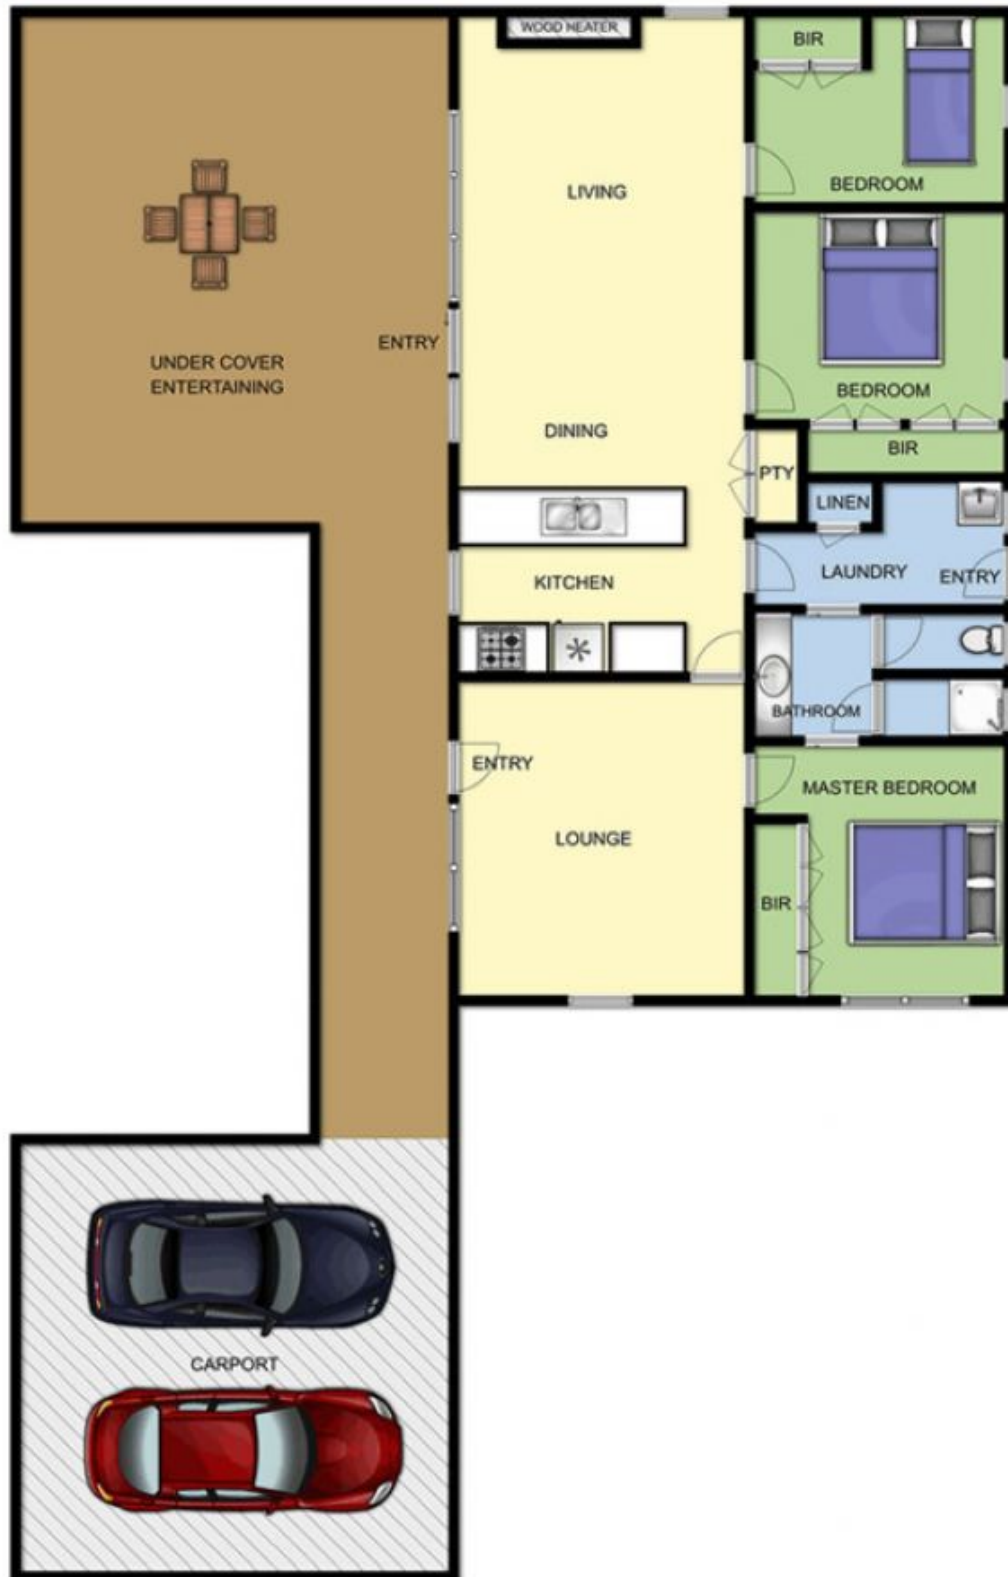 WOOD HEATER
BIR
LIVING
BEDROOM
ENTRY
UNDER COVER
ENTERTAINING
BEDROOM
DINING
BIR
PTY
LINEN
KITCHEN
LAUNDRY
ENTRY
BATHROOM
ENTRY
MASTER BEDROOM
LOUNGE
BIR
CARPORT